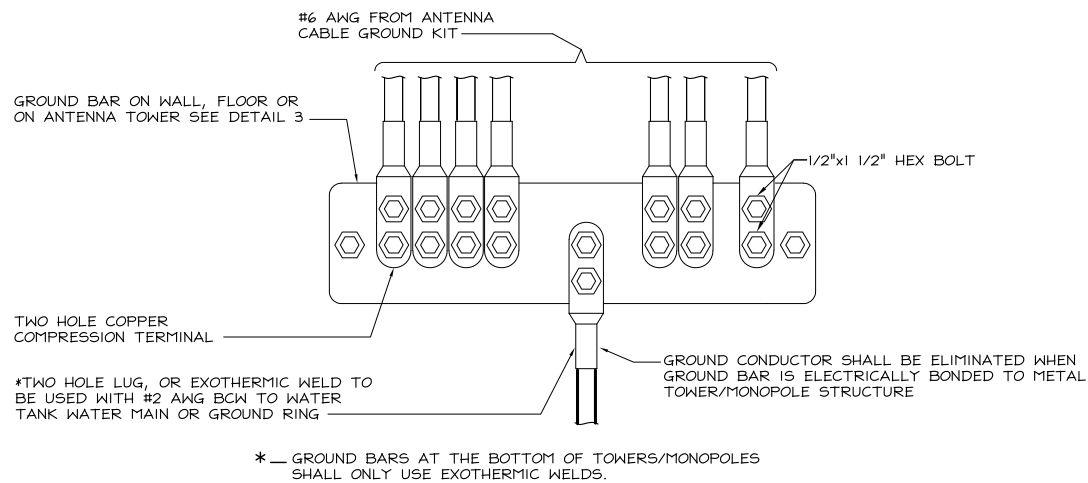 #6 AWG FROM ANTENNA
CABLE GROUND KIT
GROUND BAR ON WALL, FLOOR OR
ON ANTENNA TOWER SEE DETAIL 3
1/2"x1 1/2" HEX BOLT
TWO HOLE COPPER
COMPRESSION TERMINAL
GROUND CONDUCTOR SHALL BE ELIMINATED WHEN
GROUND BAR IS ELECTRICALLY BONDED TO METAL
TOWER/MONOPOLE STRUCTURE
*TWO HOLE LUG, OR EXOTHERMIC WELD TO
BE USED WITH #2 AWG BCW TO WATER
TANK WATER MAIN OR GROUND RING
* — GROUND BARS AT THE BOTTOM OF TOWERS/MONOPOLES
SHALL ONLY USE EXOTHERMIC WELDS.